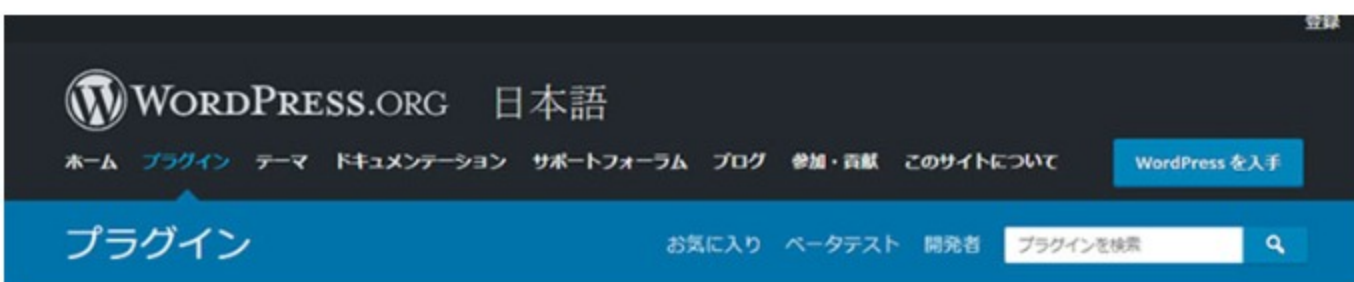 登録
WORDPRESS.ORG 日本語
ホーム プラグイン テーマ ドキュメンテーション サポートフォーラム ブログ 参加・貢献 このサイトについて WordPress を入手
プラグイン お気に入り ベータテスト 開発者 プラグインを検索